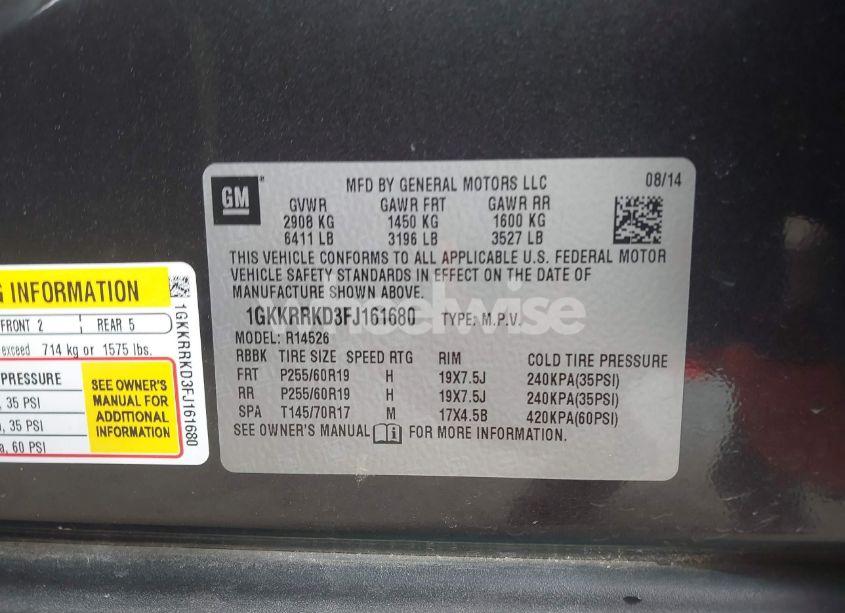 GM
MFD BY GENERAL MOTORS LLC
08/14
GVWR GAWR FRT GAWR RR
2908 KG 1450 KG 1600 KG
6411 LB 3196 LB 3527 LB
THIS VEHICLE CONFORMS TO ALL APPLICABLE U.S. FEDERAL MOTOR
VEHICLE SAFETY STANDARDS IN EFFECT ON THE DATE OF
MANUFACTURE SHOWN ABOVE.
1GKKRRKD3FJ161680 TYPE: M.P.V.
MODEL: R14526
RBBK TIRE SIZE SPEED RTG RIM COLD TIRE PRESSURE
FRT P255/60R19 H 19X7.5J 240KPA(35PSI)
RR P255/60R19 H 19X7.5J 240KPA(35PSI)
SPA T145/70R17 M 17X4.5B 420KPA(60PSI)
SEE OWNER'S MANUAL FOR MORE INFORMATION.
G INFORMATION
FRONT 2 REAR 5
exceed 714 kg or 1575 lbs.
PRESSURE
, 35 PSI
a, 35 PSI
a, 60 PSI
SEE OWNER'S
MANUAL FOR
ADDITIONAL
INFORMATION
1GKKRRKD3FJ161680